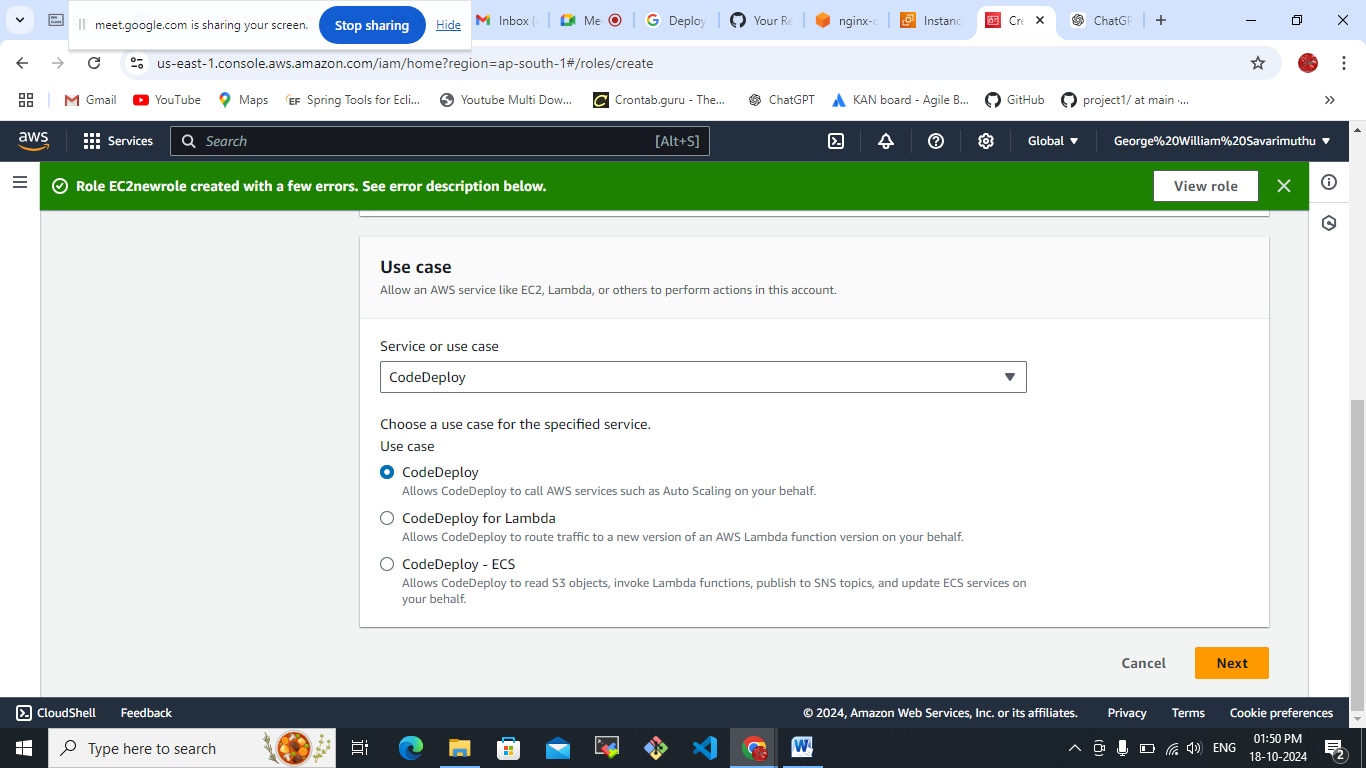 meet.google.com is sharing your screen.
Stop sharing
Hide
Inbox (
Me
Deploy
Your Re
nginx-c
Instanc
Cre
ChatGP
us-east-1.console.aws.amazon.com/iam/home?region=ap-south-1#/roles/create
Gmail
YouTube
Maps
EF
Spring Tools for Ecli...
Youtube Multi Dow...
Crontab.guru - The...
ChatGPT
KAN board - Agile B...
GitHub
project1/ at main ·...
aws
Services
Search
[Alt+S]
Global
George%20William%20Savarimuthu
Role EC2newrole created with a few errors. See error description below.
View role
Use case
Allow an AWS service like EC2, Lambda, or others to perform actions in this account.
Service or use case
CodeDeploy
Choose a use case for the specified service.
Use case
CodeDeploy
Allows CodeDeploy to call AWS services such as Auto Scaling on your behalf.
CodeDeploy for Lambda
Allows CodeDeploy to route traffic to a new version of an AWS Lambda function version on your behalf.
CodeDeploy - ECS
Allows CodeDeploy to read S3 objects, invoke Lambda functions, publish to SNS topics, and update ECS services on
your behalf.
Cancel
Next
CloudShell
Feedback
© 2024, Amazon Web Services, Inc. or its affiliates.
Privacy
Terms
Cookie preferences
Type here to search
ENG
01:50 PM
18-10-2024
2